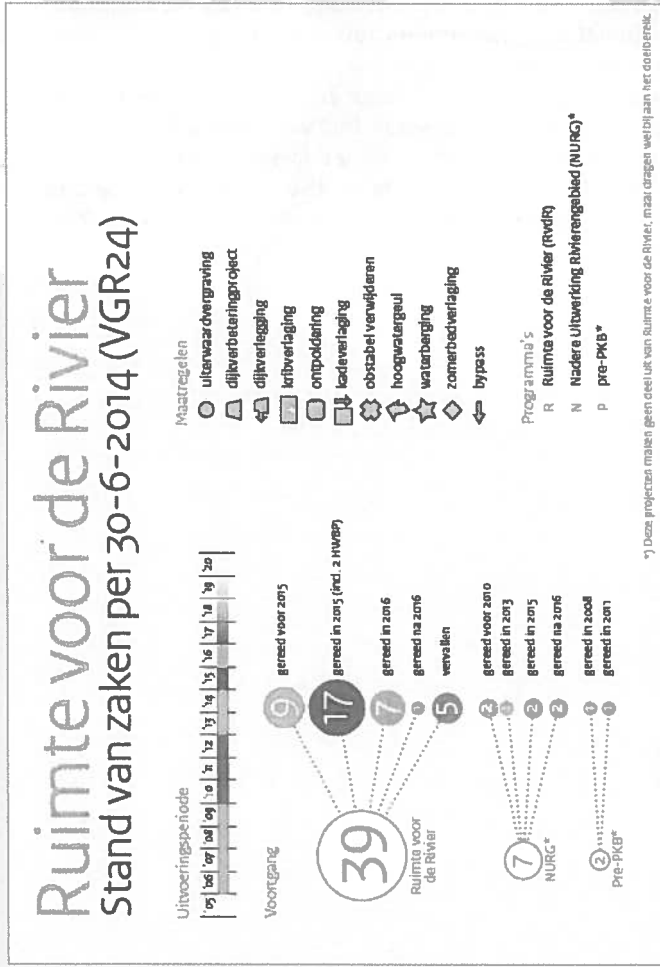 Ruimte voor de Rivier
Stand van zaken per 30-6-2014 (VGR24)
Uitvoeringsperiode
'05 '06 '07 '08 '09 '10 '11 '12 '13 '14 '15 '16 '17 '18 '19 '20
Voortgang
39
Ruimte voor
de Rivier
9 gereed voor 2015
17 gereed in 2015 (incl. 2 HWBP)
7 gereed in 2016
1 gereed na 2016
5 vervallen
7
NURG*
2 gereed voor 2010
1 gereed in 2013
2 gereed in 2015
2 gereed na 2016
2
Pre-PKB*
1 gereed in 2008
1 gereed in 2011
Maatregelen
uiterwaardvergraving
dijkverbeteringproject
dijkverlegging
kribverlaging
ontpoldering
kadeverlaging
obstabel verwijderen
hoogwatergeul
waterberging
zomerbedverlaging
bypass
Programma's
R Ruimte voor de Rivier (RvdR)
N Nadere Uitwerking Rivierengebied (NURG)*
P pre-PKB*
*) Deze projecten maken geen deel uit van Ruimte voor de Rivier, maar dragen wel bij aan het doelbereik.